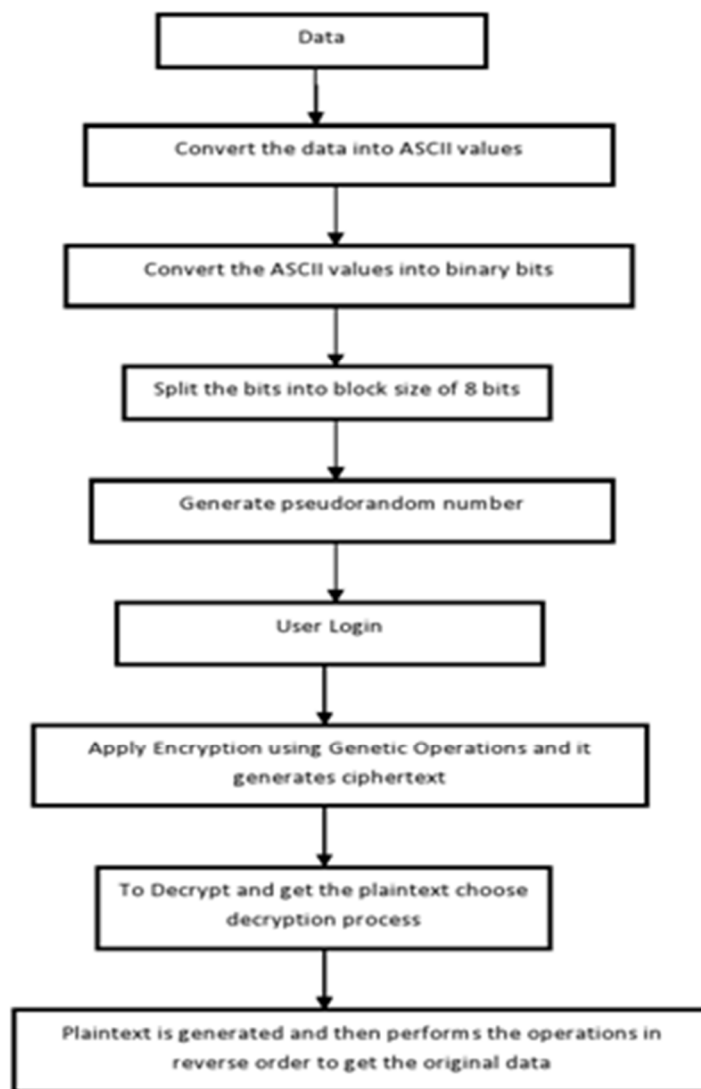 Data
Convert the data into ASCII values
Convert the ASCII values into binary bits
Split the bits into block size of 8 bits
Generate pseudorandom number
User Login
Apply Encryption using Genetic Operations and it
generates ciphertext
To Decrypt and get the plaintext choose
decryption process
Plaintext is generated and then performs the operations in
reverse order to get the original data